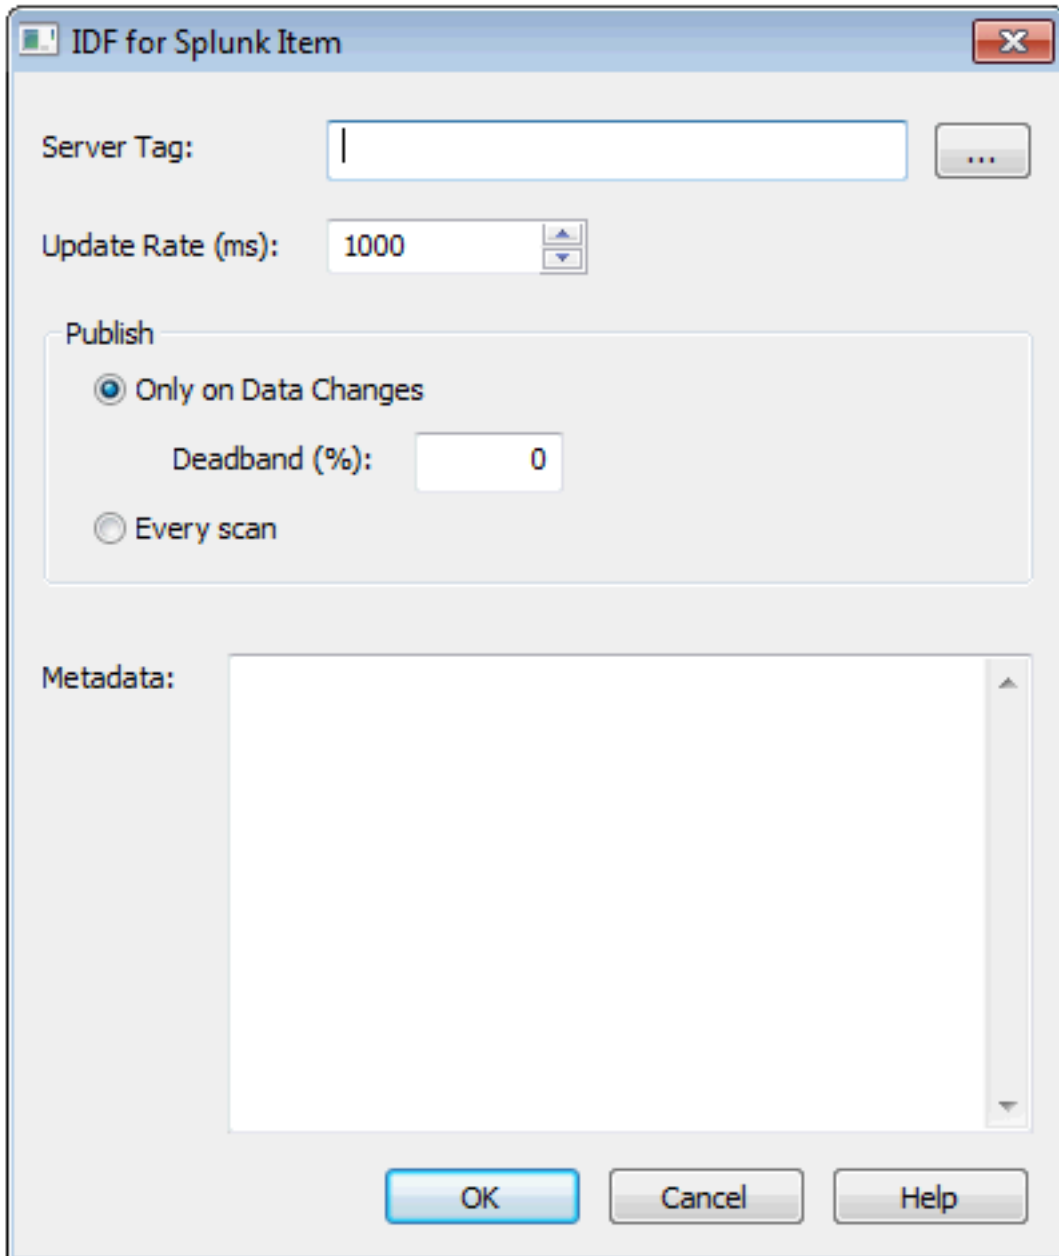 IDF for Splunk Item
Server Tag:
...
Update Rate (ms): 1000
Publish
Only on Data Changes
Deadband (%): 0
Every scan
Metadata:
OK Cancel Help